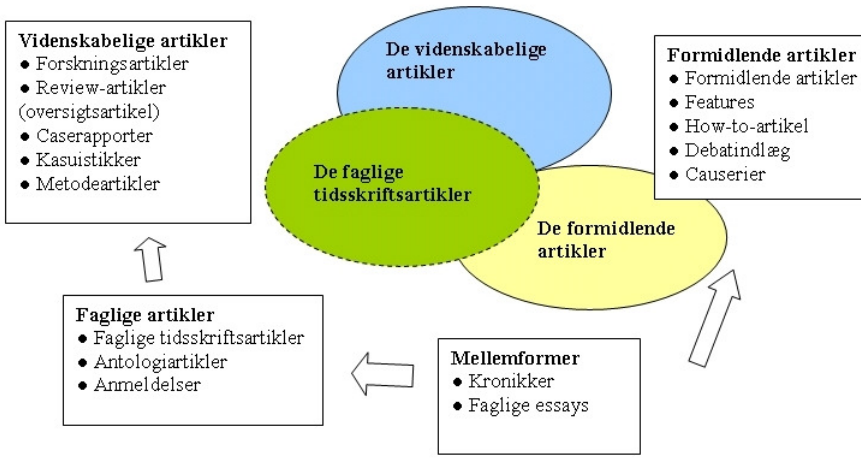 Videnskabelige artikler
● Forskningsartikler
● Review-artikler
(oversigtsartikel)
● Caserapporter
● Kasuistikker
● Metodeartikler
De videnskabelige
artikler
De faglige
tidsskriftsartikler
De formidlende
artikler
Formidlende artikler
● Formidlende artikler
● Features
● How-to-artikel
● Debatindlæg
● Causerier
Faglige artikler
● Faglige tidsskriftsartikler
● Antologiartikler
● Anmeldelser
Mellemformer
● Kronikker
● Faglige essays